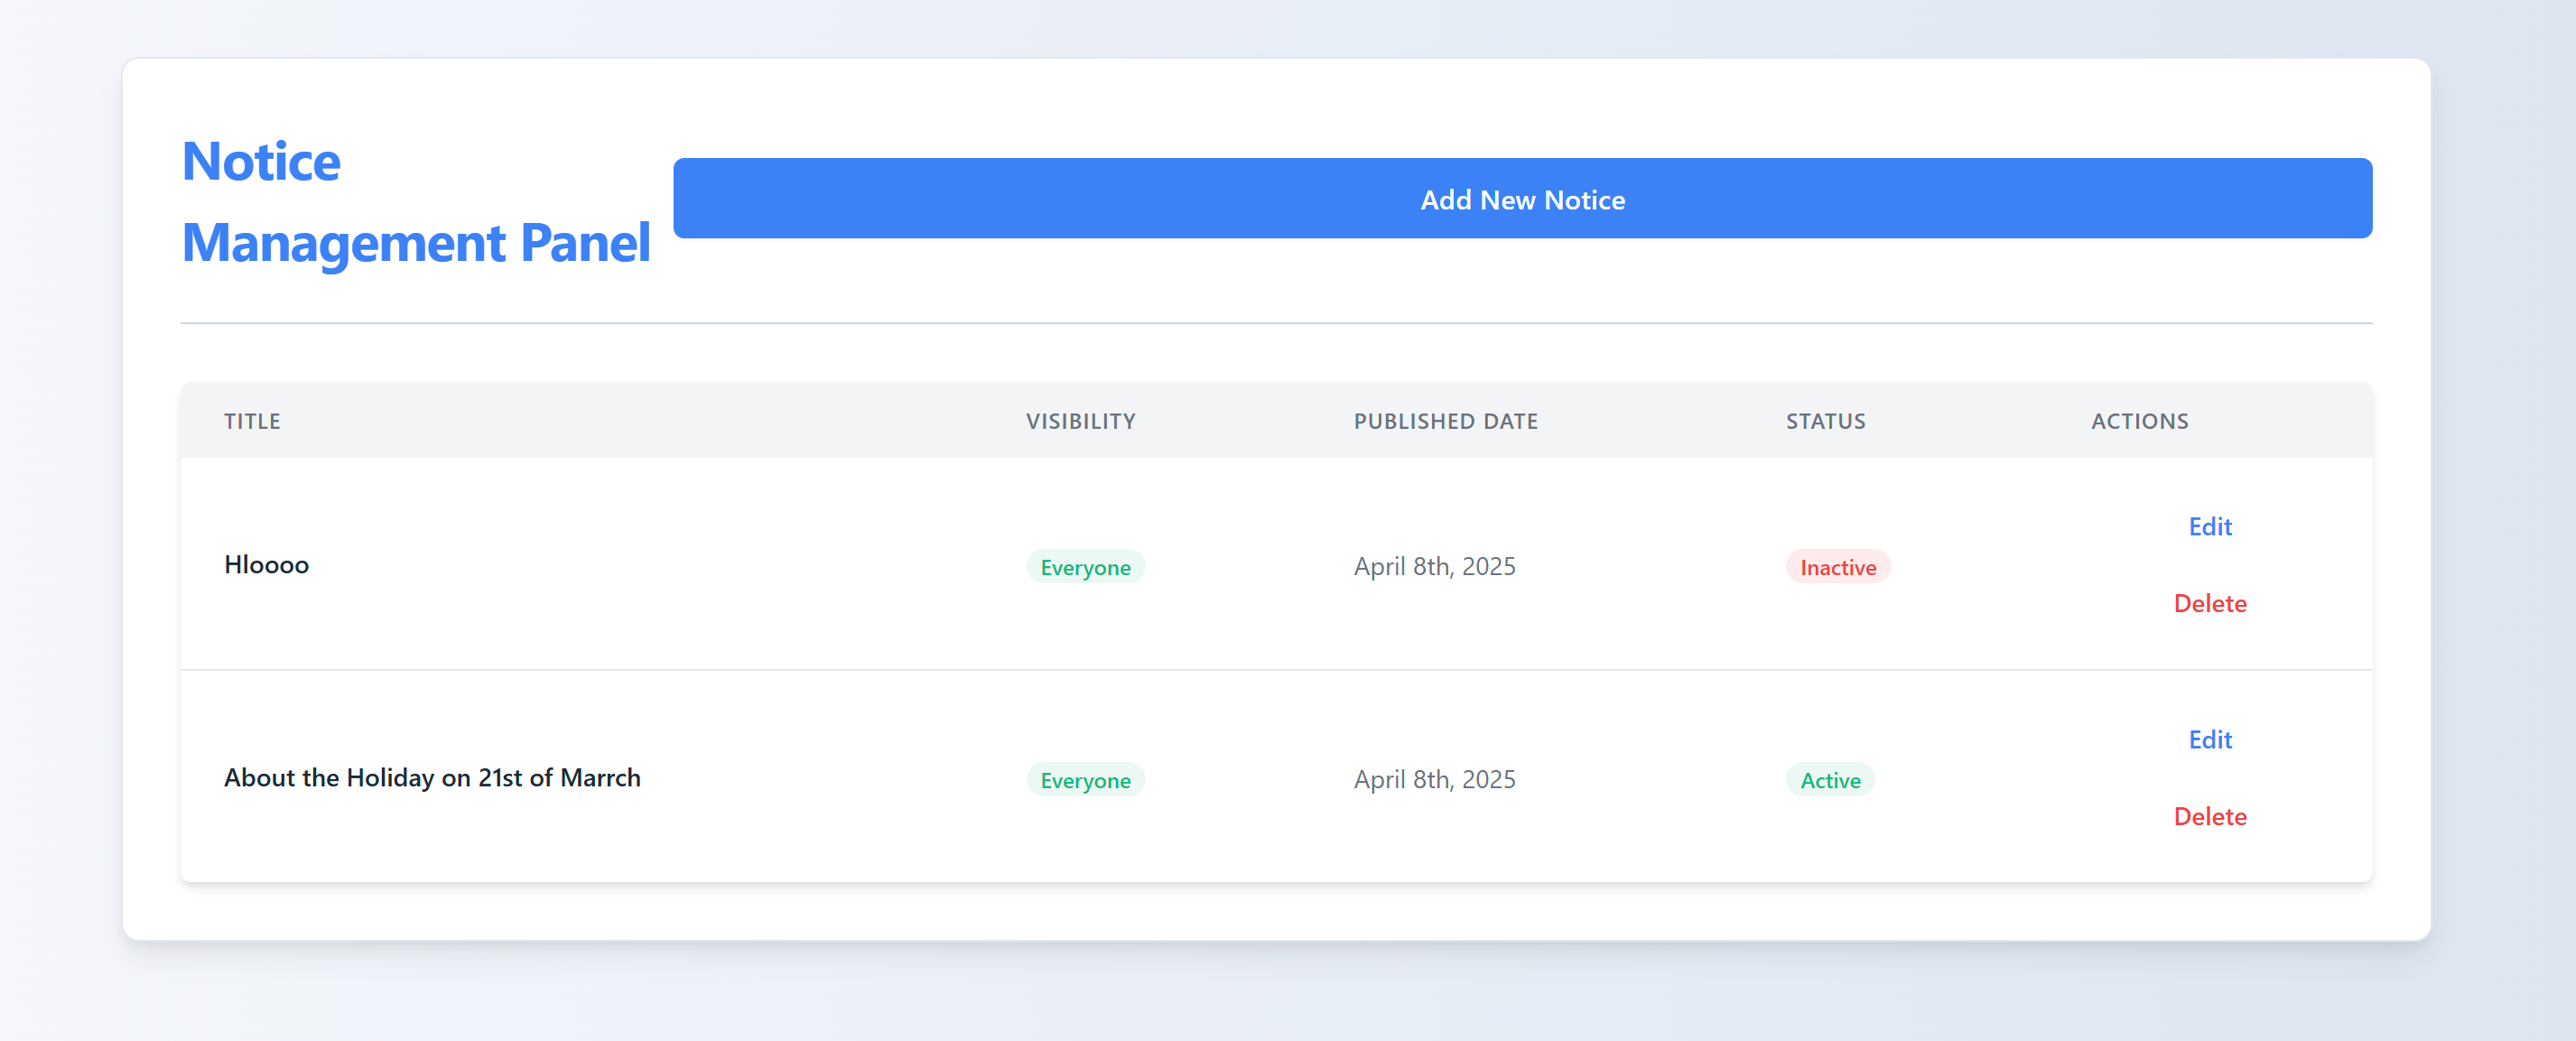 Notice
Management Panel
Add New Notice
TITLE VISIBILITY PUBLISHED DATE STATUS ACTIONS
Hloooo Everyone April 8th, 2025 Inactive Edit
Delete
About the Holiday on 21st of Marrch Everyone April 8th, 2025 Active Edit
Delete